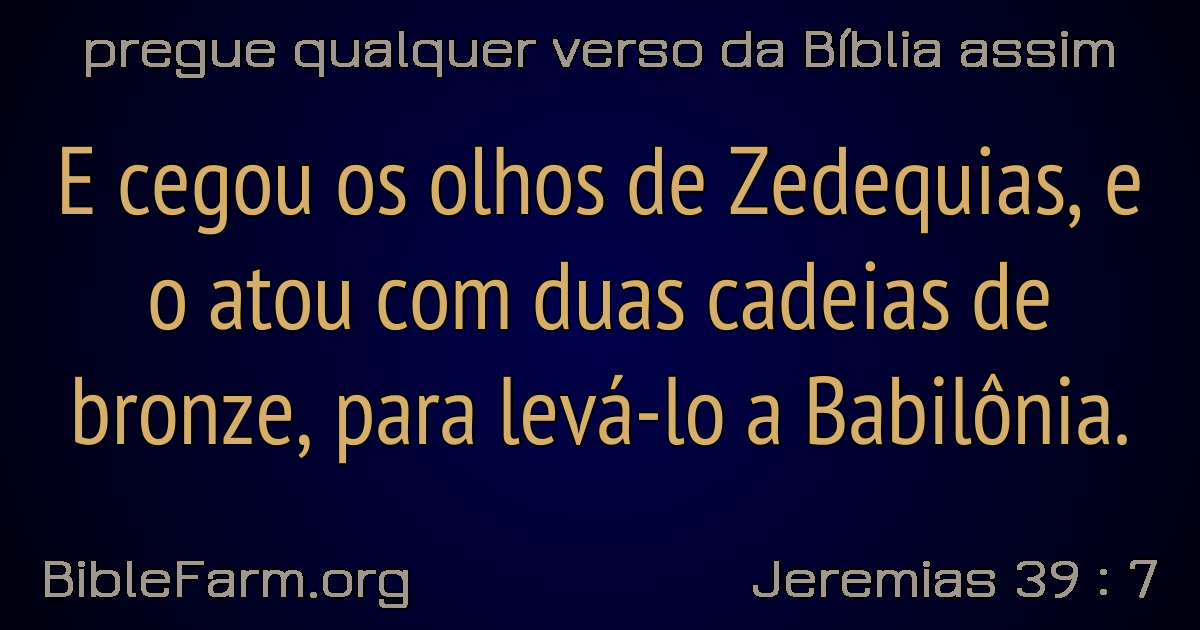 pregue qualquer verso da Bíblia assim
E cegou os olhos de Zedequias, e
o atou com duas cadeias de
bronze, para levá-lo a Babilônia.
BibleFarm.org
Jeremias 39 : 7